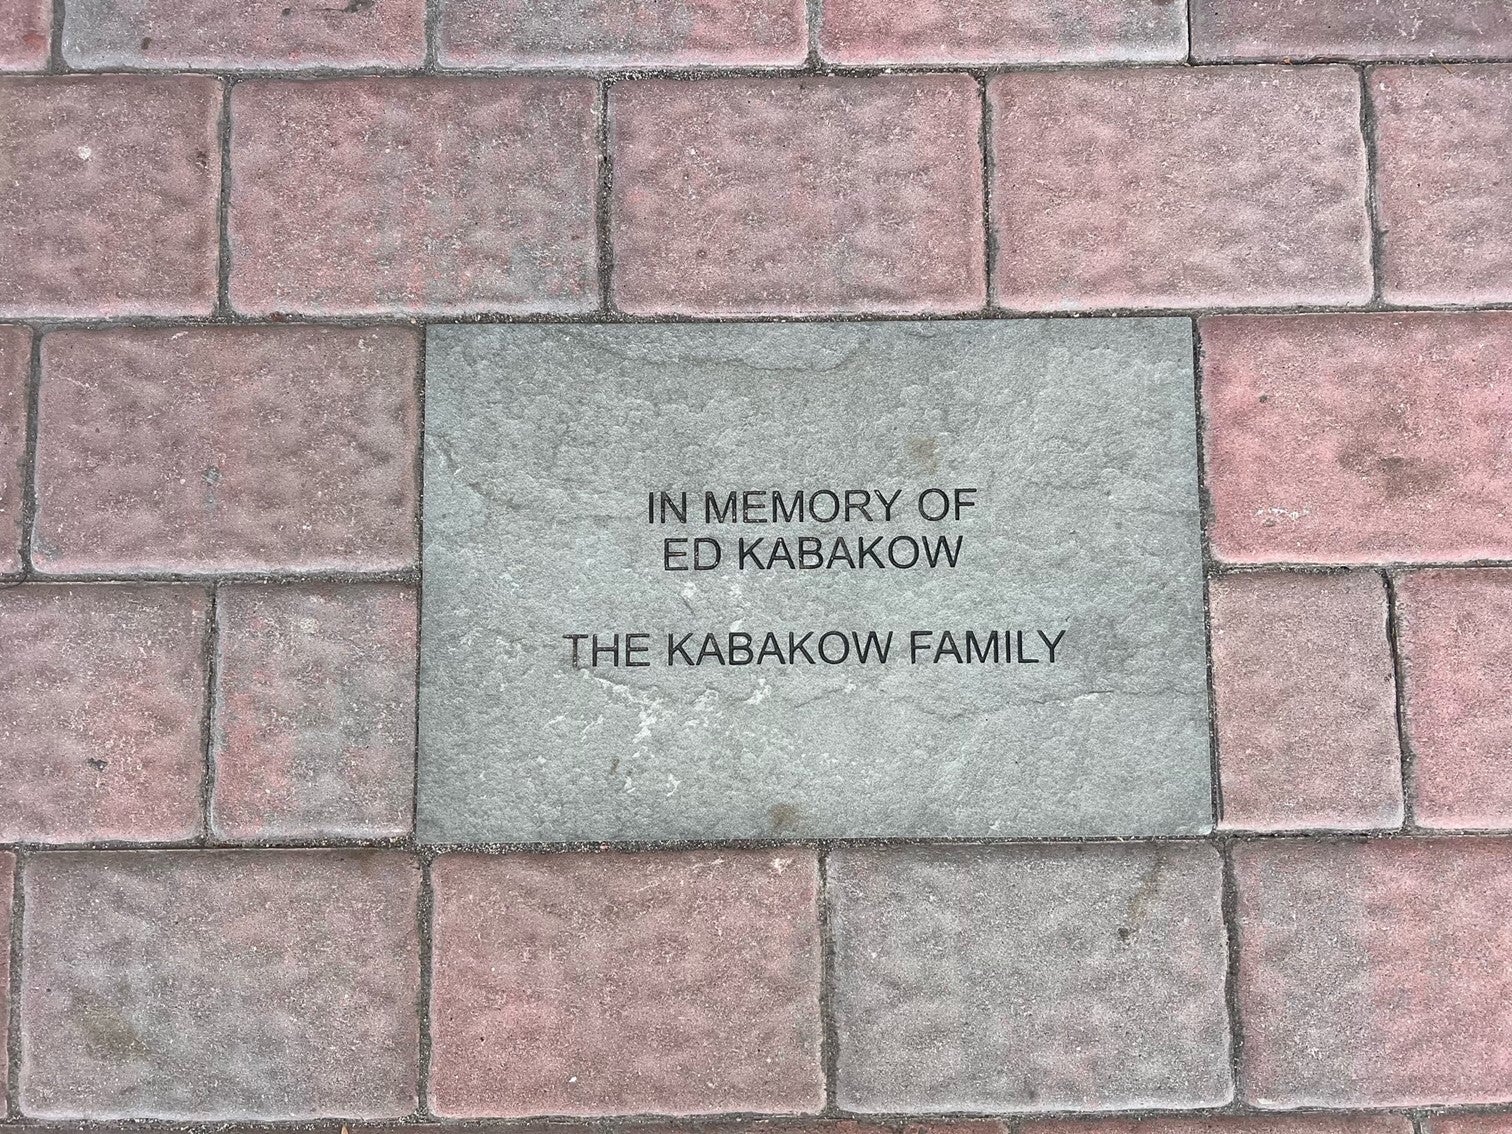 IN MEMORY OF
ED KABAKOW
THE KABAKOW FAMILY